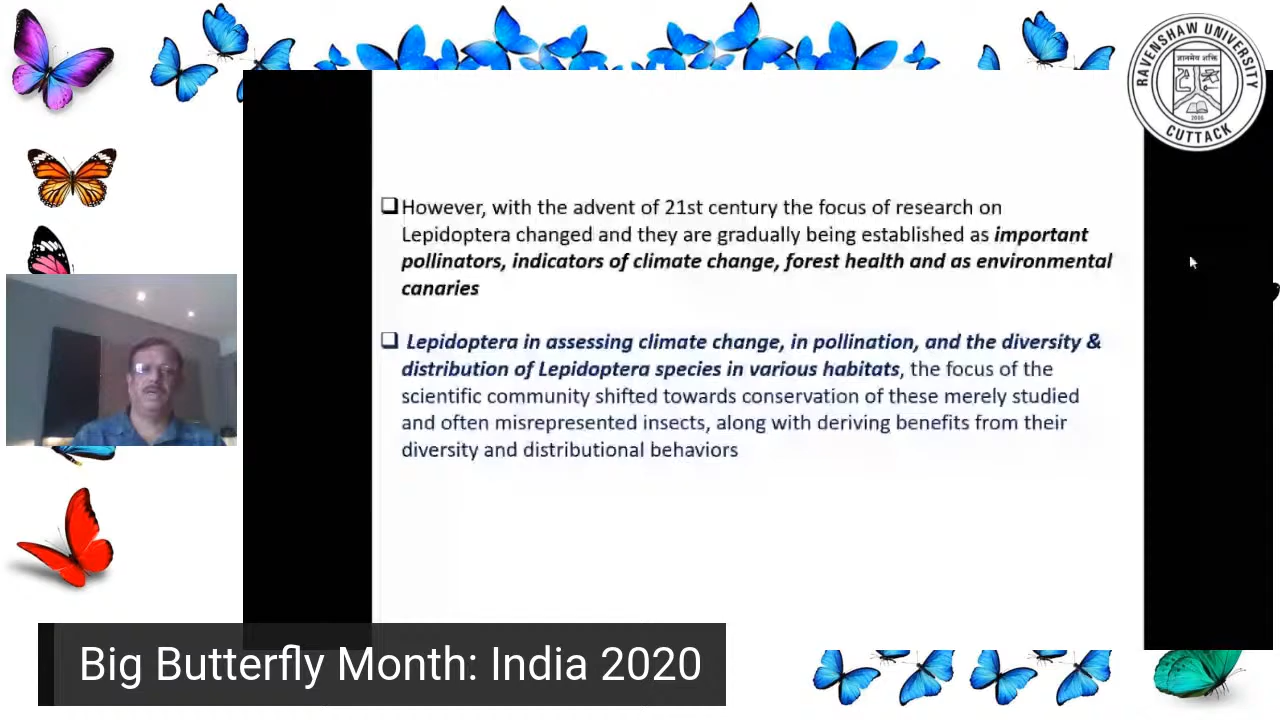 RAVENSHAW UNIVERSITY
ज्ञानमेव शक्ति
2006
CUTTACK
❑However, with the advent of 21st century the focus of research on
Lepidoptera changed and they are gradually being established as important
pollinators, indicators of climate change, forest health and as environmental
canaries
❑ Lepidoptera in assessing climate change, in pollination, and the diversity &
distribution of Lepidoptera species in various habitats, the focus of the
scientific community shifted towards conservation of these merely studied
and often misrepresented insects, along with deriving benefits from their
diversity and distributional behaviors
Big Butterfly Month: India 2020